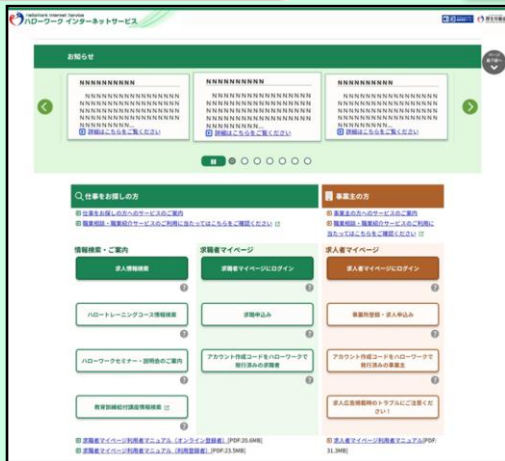 HelloWork Internet Service
ハローワーク インターネットサービス
お知らせ
NNNNNNNNNN
NNNNNNNNNNNNNNNN
NNNNNNNNNNNNNNNNN
NNNNNNNNNNNNNNNNN
NNNNNNNNN...
詳細はこちらをご覧ください
NNNNNNNNNN
NNNNNNNNNNNNNNNN
NNNNNNNNNNNNNNNNN
NNNNNNNNNNNNNNNNN
NNNNNNNNN...
詳細はこちらをご覧ください
NNNNNNNNNN
NNNNNNNNNNNNNNNN
NNNNNNNNNNNNNNNNN
NNNNNNNNNNNNNNNNN
NNNNNNNNN...
詳細はこちらをご覧ください
仕事をお探しの方
仕事をお探しの方へのサービスのご案内
職業相談・職業紹介サービスのご利用に当たってはこちらをご確認ください
情報検索・ご案内
求人情報検索
ハロートレーニングコース情報検索
ハローワークセミナー・説明会のご案内
教育訓練給付講座情報検索
求職者マイページ
求職者マイページにログイン
求職申込み
アカウント作成コードをハローワークで
発行済みの求職者
求職者マイページ利用者マニュアル（オンライン登録者）[PDF:20.6MB]
求職者マイページ利用者マニュアル（利用登録者）[PDF:23.5MB]
事業主の方
事業主の方へのサービスのご案内
職業相談・職業紹介サービスのご利用に
当たってはこちらをご確認ください
求人者マイページ
求人者マイページにログイン
事業所登録・求人申込み
アカウント作成コードをハローワークで
発行済みの事業主
求人広告掲載時のトラブルにご注意くだ
さい！
求人者マイページ利用者マニュアル[PDF:
31.3MB]